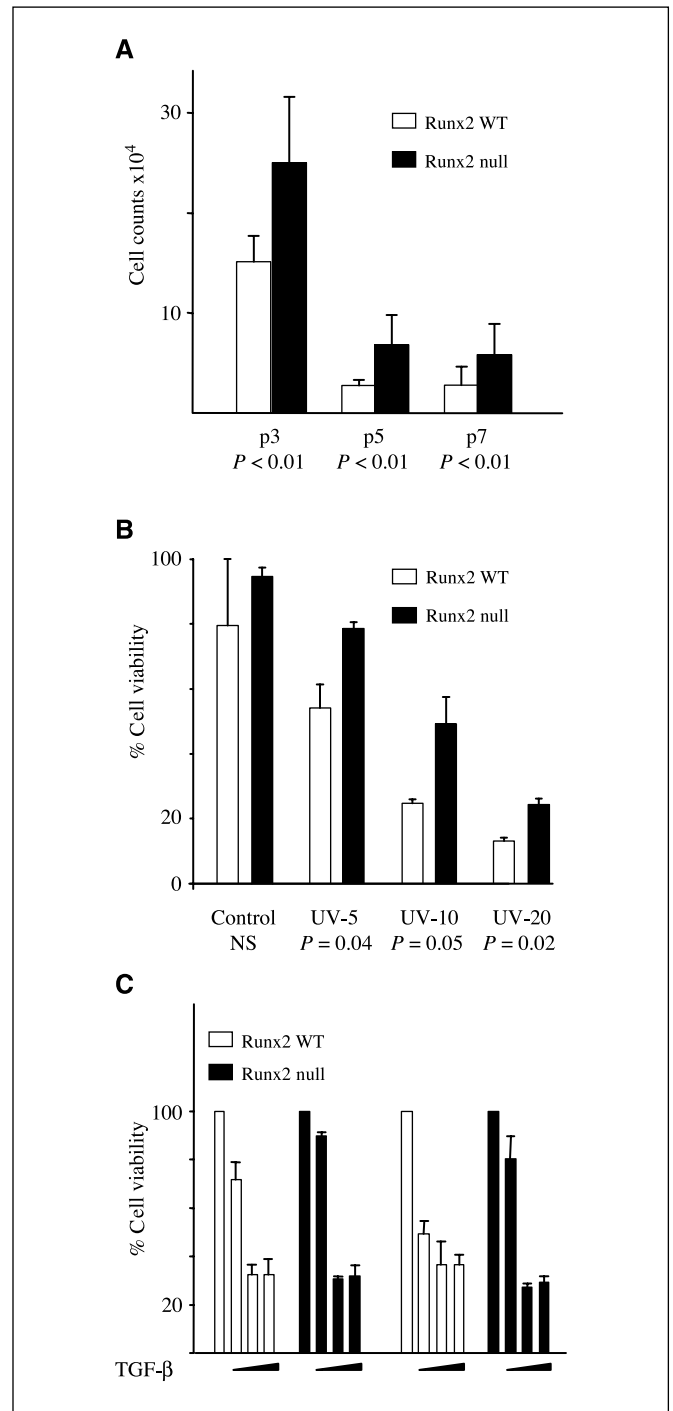 A
Cell counts x10⁴
30
10
Runx2 WT
Runx2 null
p3 p5 p7
P < 0.01 P < 0.01 P < 0.01
B
% Cell viability
100
20
0
Runx2 WT
Runx2 null
Control UV-5 UV-10 UV-20
NS P = 0.04 P = 0.05 P = 0.02
C
Runx2 WT
Runx2 null
% Cell viability
100
20
TGF-β